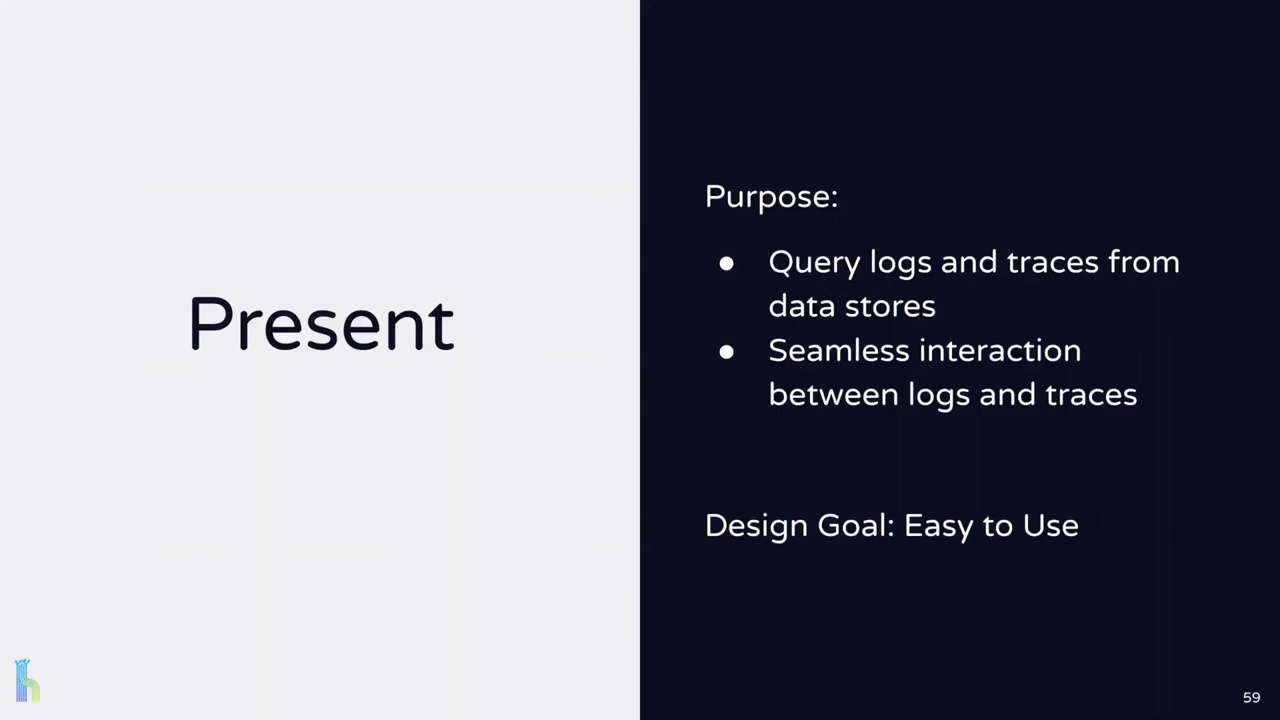 Present
Purpose:
● Query logs and traces from
data stores
● Seamless interaction
between logs and traces
Design Goal: Easy to Use
59